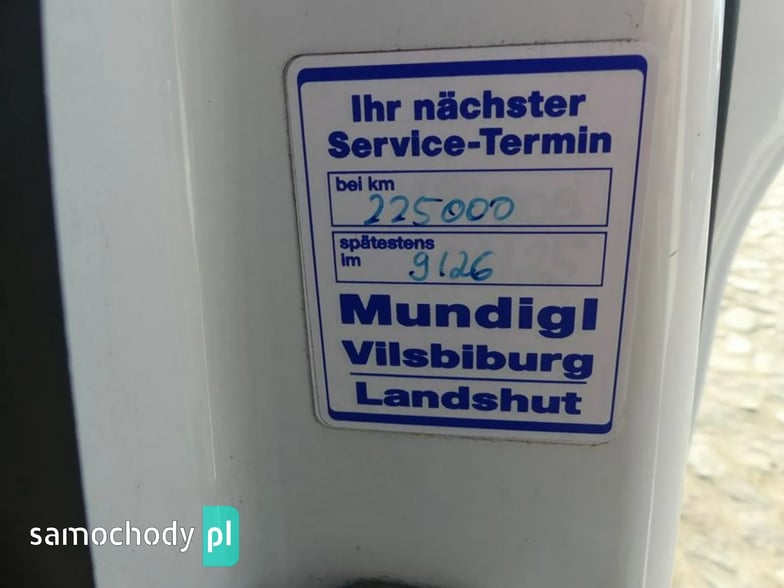 Ihr nächster
Service-Termin
bei km
225000
spätestens
im
9/26
Mundigl
Vilsbiburg
Landshut
samochody pl